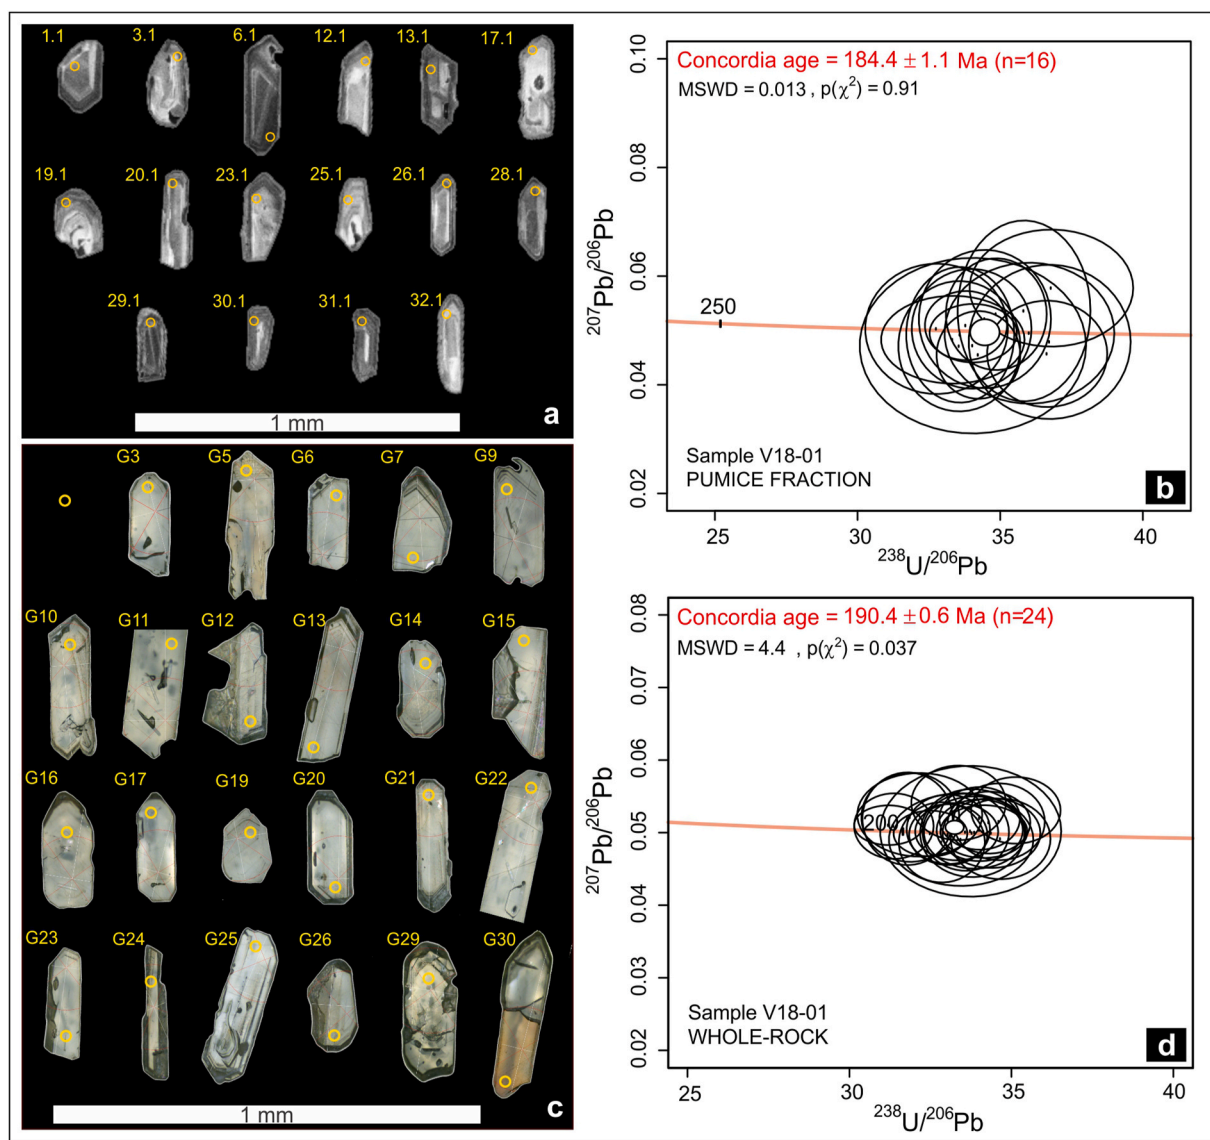 1.1 3.1 6.1 12.1 13.1 17.1
19.1 20.1 23.1 25.1 26.1 28.1
29.1 30.1 31.1 32.1
1 mm
a
Concordia age = 184.4 ± 1.1 Ma (n=16)
MSWD = 0.013 , p(χ²) = 0.91
0.10
0.08
0.06
0.04
0.02
²⁰⁷Pb/²⁰⁶Pb
250
Sample V18-01
PUMICE FRACTION
b
25 30 35 40
²³⁸U/²⁰⁶Pb
G3 G5 G6 G7 G9
G10 G11 G12 G13 G14 G15
G16 G17 G19 G20 G21 G22
G23 G24 G25 G26 G29 G30
1 mm
c
Concordia age = 190.4 ± 0.6 Ma (n=24)
MSWD = 4.4 , p(χ²) = 0.037
0.08
0.07
0.06
0.05
0.04
0.03
0.02
²⁰⁷Pb/²⁰⁶Pb
200
Sample V18-01
WHOLE-ROCK
d
25 30 35 40
²³⁸U/²⁰⁶Pb